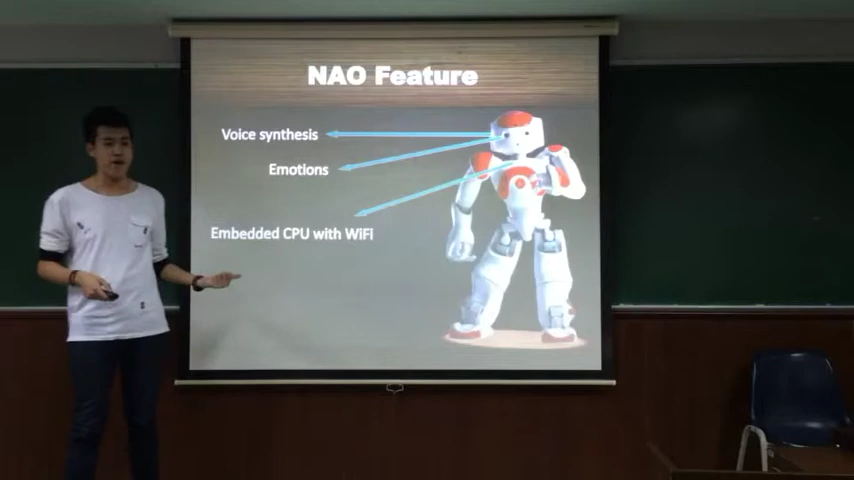 NAO Feature
Voice synthesis
Emotions
Embedded CPU with WiFi